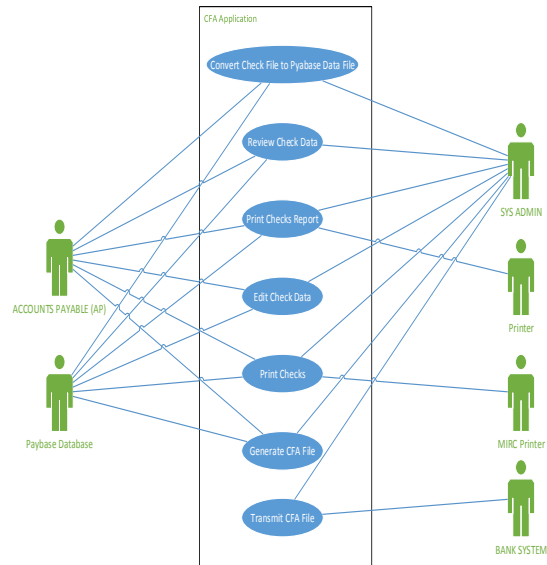 CFA Application
Convert Check File to Pyabase Data File
Review Check Data
SYS ADMIN
Print Checks Report
ACCOUNTS PAYABLE (AP)
Edit Check Data
Printer
Print Checks
Paybase Database
MIRC Printer
Generate CFA File
Transmit CFA File
BANK SYSTEM